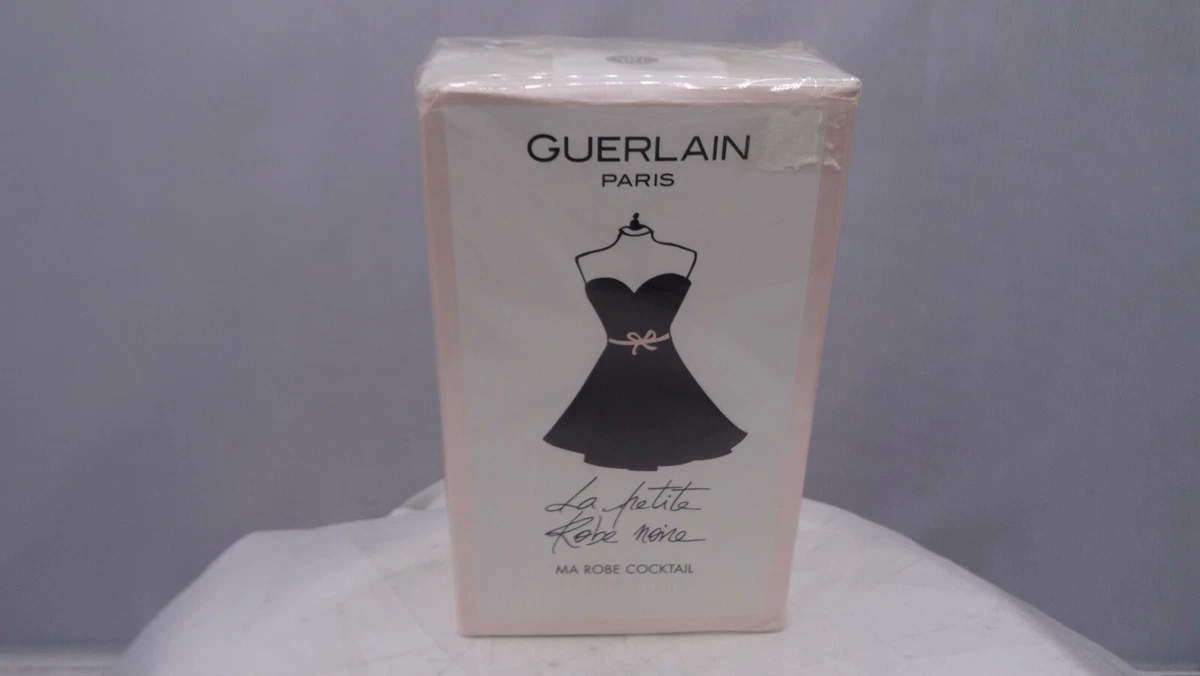 GUERLAIN
PARIS
La petite
Robe noire
MA ROBE COCKTAIL